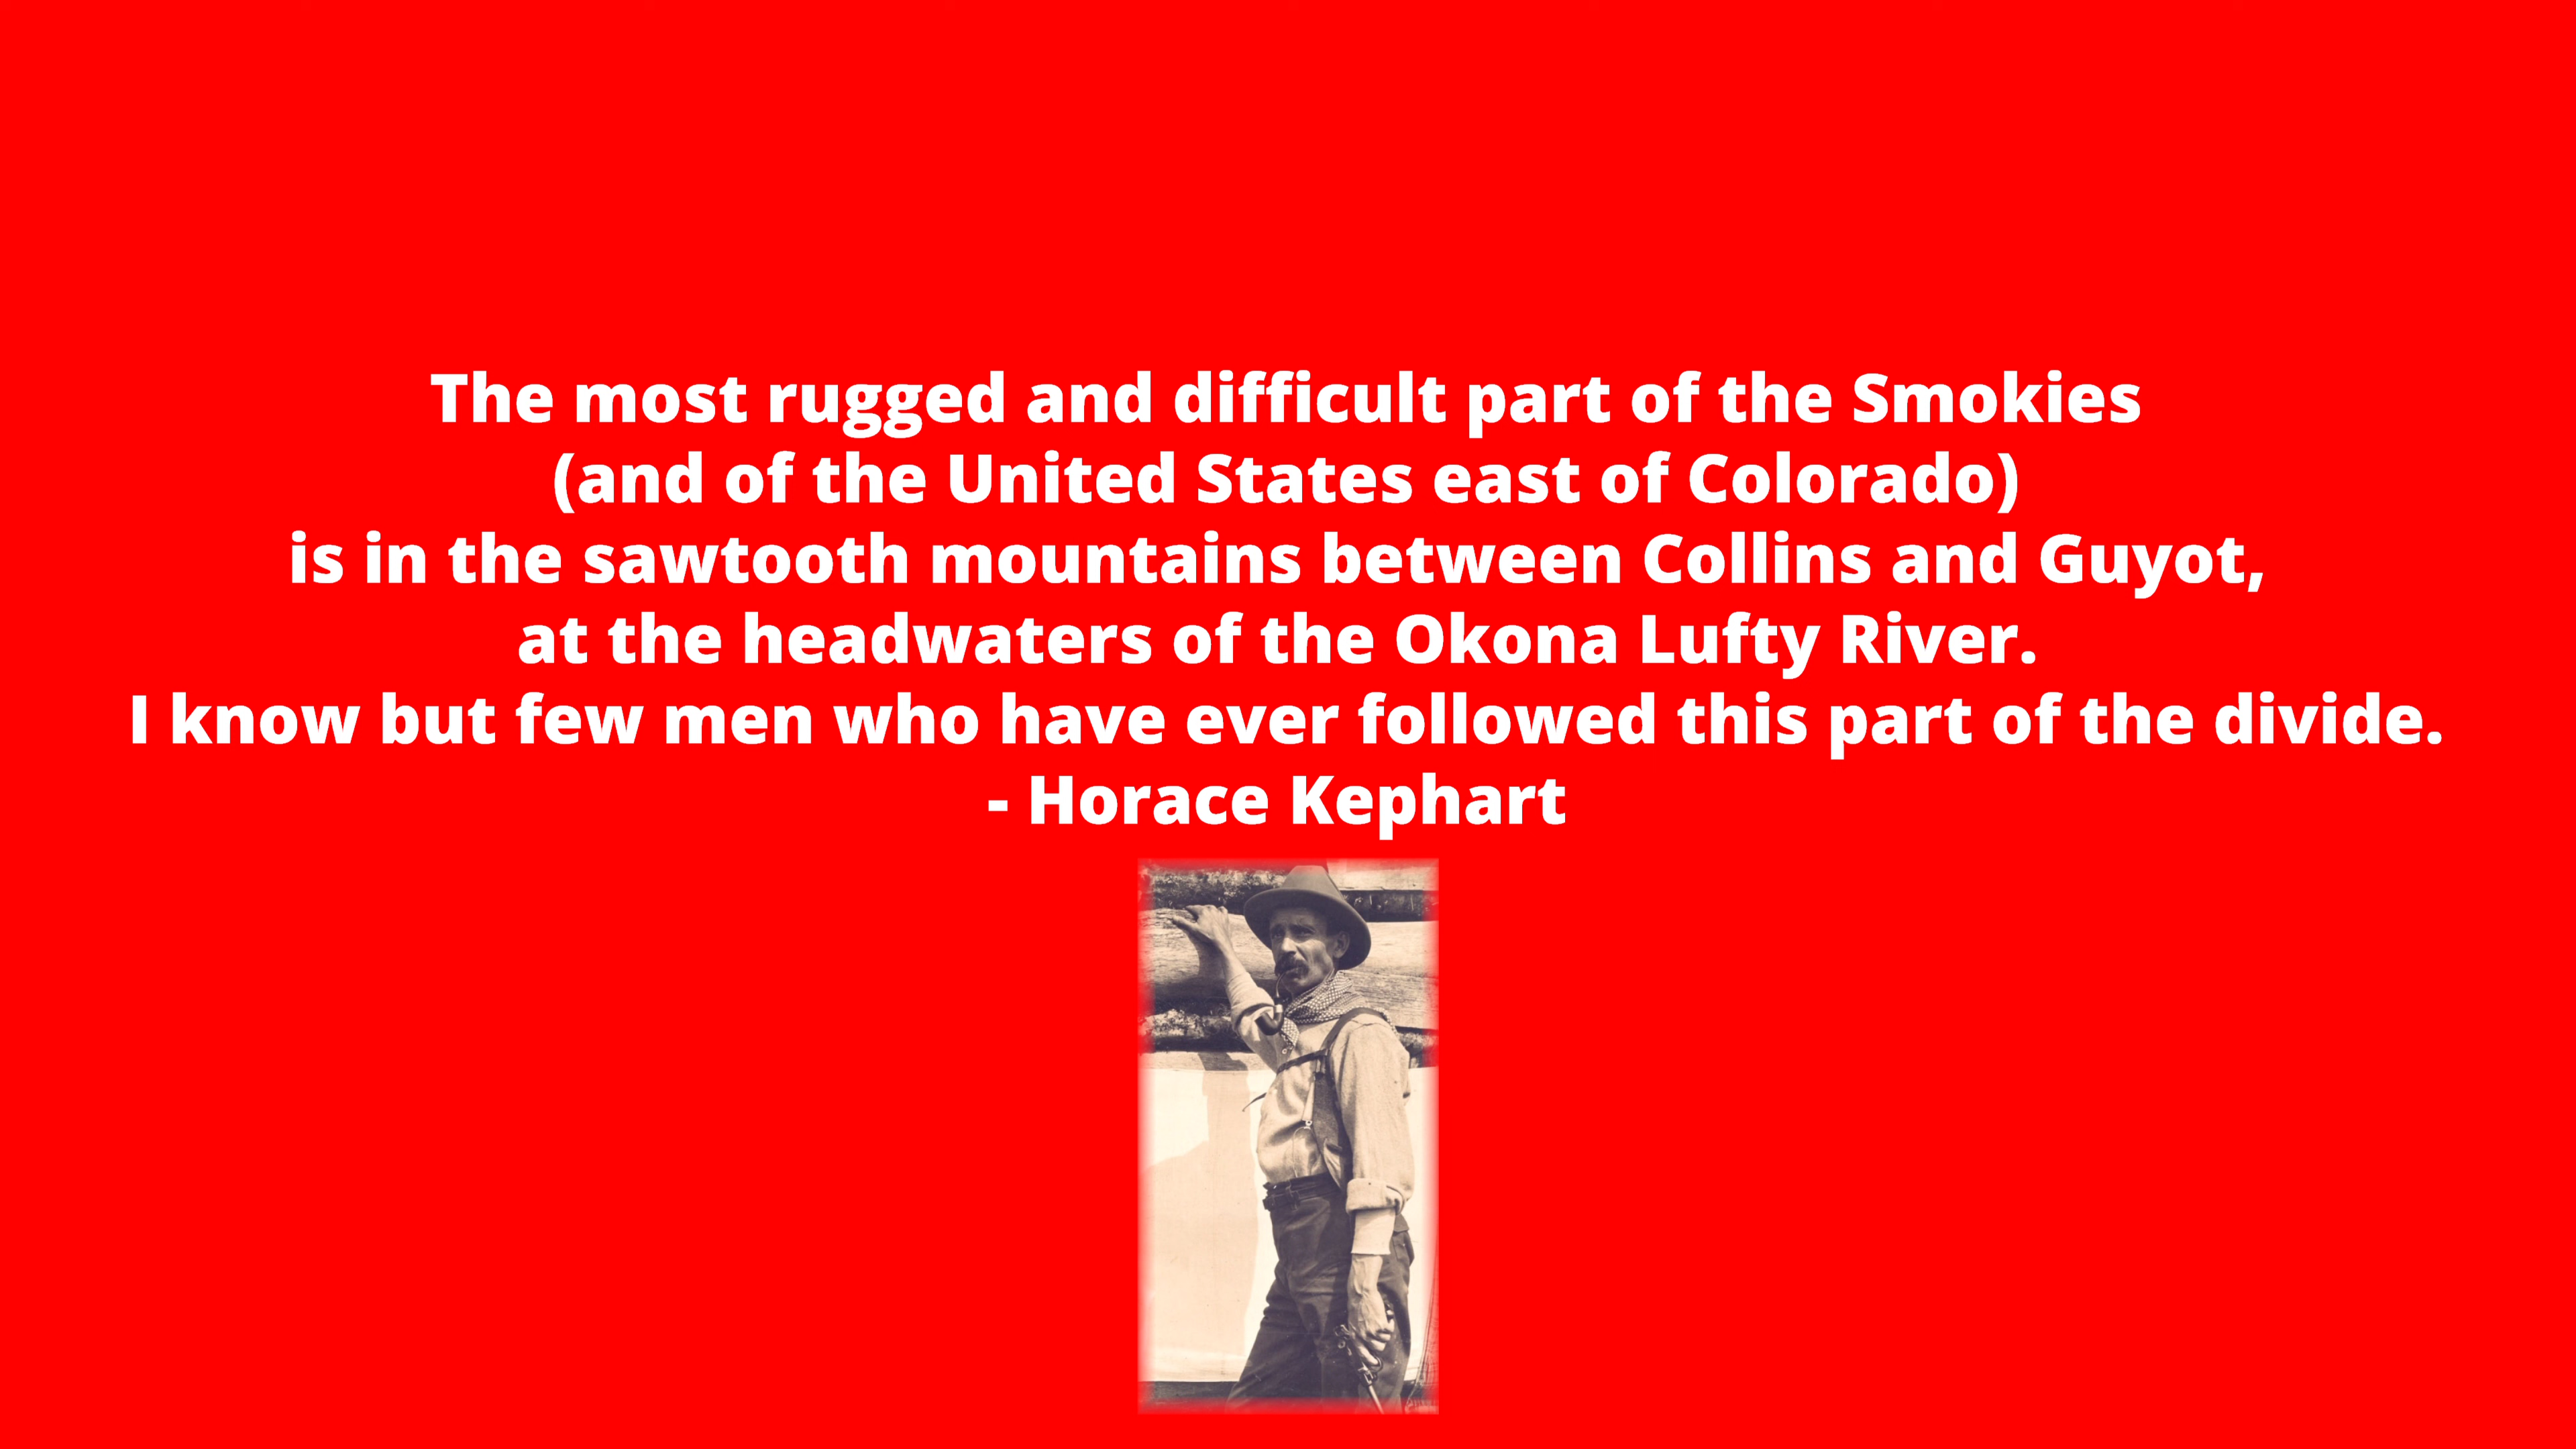 The most rugged and difficult part of the Smokies
(and of the United States east of Colorado)
is in the sawtooth mountains between Collins and Guyot,
at the headwaters of the Okona Lufty River.
I know but few men who have ever followed this part of the divide.
- Horace Kephart